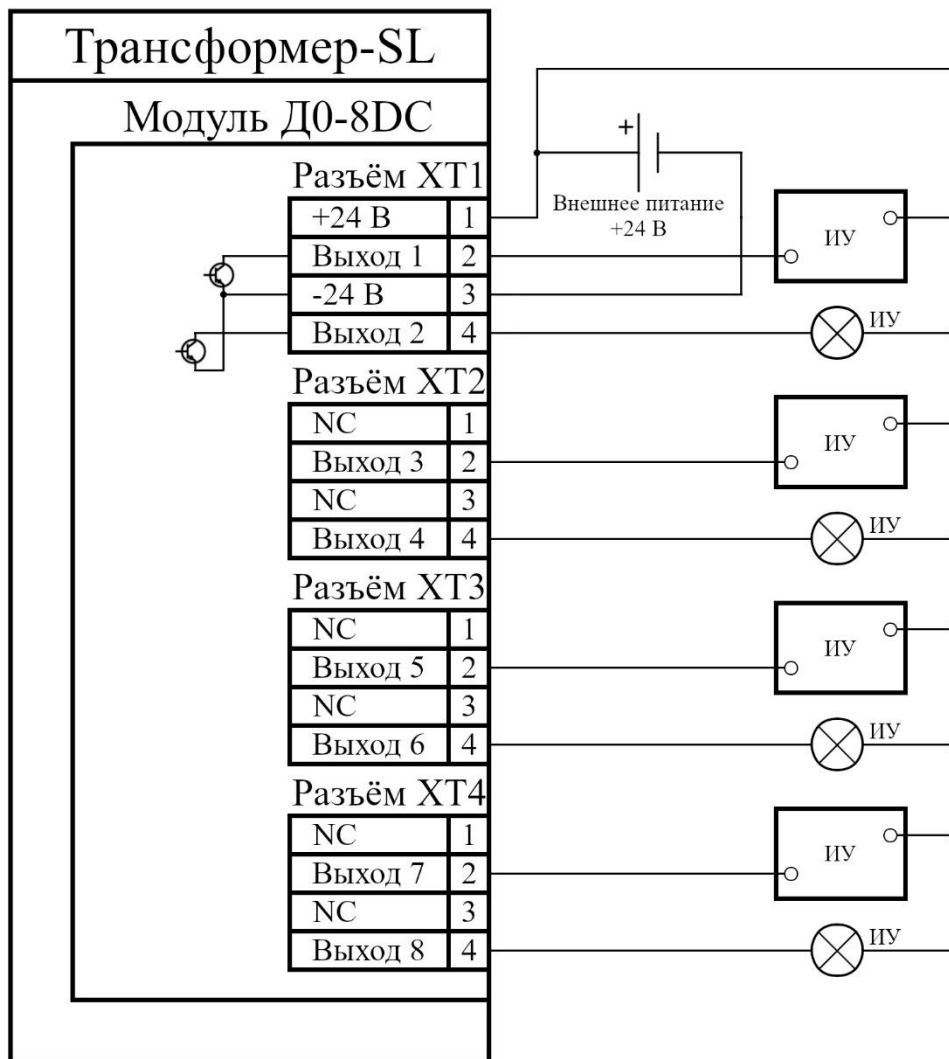 Трансформер-SL
Модуль Д0-8DC
Разъём XT1
+24 В 1
Выход 1 2
-24 В 3
Выход 2 4
+
Внешнее питание
+24 В
ИУ
ИУ
Разъём XT2
NC 1
Выход 3 2
NC 3
Выход 4 4
ИУ
ИУ
Разъём XT3
NC 1
Выход 5 2
NC 3
Выход 6 4
ИУ
ИУ
Разъём XT4
NC 1
Выход 7 2
NC 3
Выход 8 4
ИУ
ИУ